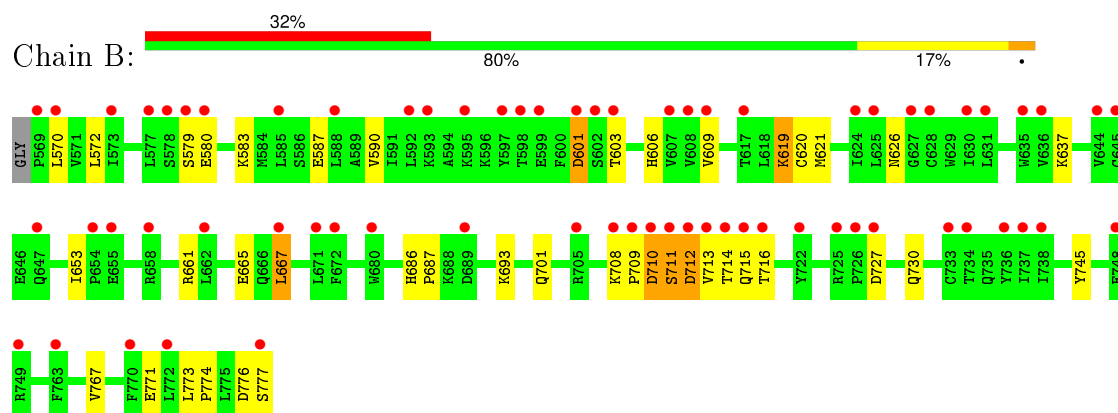 32%
Chain B:
80% 17% •
GLY P569 L570 V571 L572 I573 L577 S578 S579 E580 K583 M584 L585 S586 E587 L588 A589 V590 I591 L592 K593 A594 K595 K596 Y597 T598 E599 F600 D601 S602 T603 H606 V607 V608 V609 T617 L618 K619 C620 M621 I624 L625 N626 G627 C628 W629 I630 L631 W635 V636 K637 V644
E646 Q647 I653 P654 E655 R658 R661 L662 E665 Q666 L667 L671 F672 W680 H686 P687 K688 D689 K693 Q701 R705 K708 P709 D710 S711 D712 V713 T714 Q715 T716 Y722 R725 P726 D727 Q730 C733 T734 Q735 Y736 I737 I738 Y745
R749 F763 V767 F770 E771 L772 L773 P774 L775 D776 S777